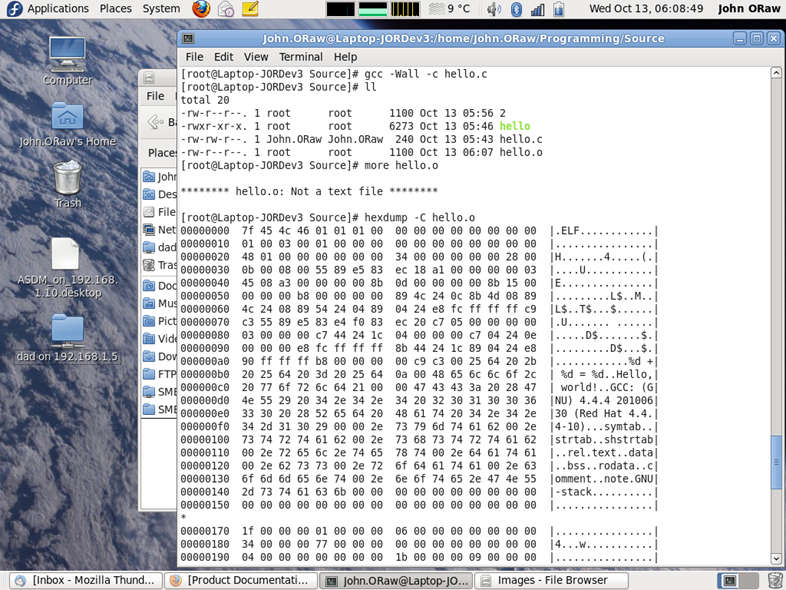 Applications Places System
9 °C
Wed Oct 13, 06:08:49 John ORaw
Computer
John.ORaw's Home
Trash
ASDM_on_192.168.
1.10.desktop
dad on 192.168.1.5
File
Ba
Places
John
Des
File
Net
dad
Tras
Doc
Mus
Pict
Vide
Dow
FTP
SME
SME
John.ORaw@Laptop-JORDev3:/home/John.ORaw/Programming/Source
File Edit View Terminal Help
[root@Laptop-JORDev3 Source]# gcc -Wall -c hello.c
[root@Laptop-JORDev3 Source]# ll
total 20
-rw-r--r--. 1 root     root     1100 Oct 13 05:56 2
-rwxr-xr-x. 1 root     root     6273 Oct 13 05:46 hello
-rw-rw-r--. 1 John.ORaw John.ORaw  240 Oct 13 05:43 hello.c
-rw-r--r--. 1 root     root     1100 Oct 13 06:07 hello.o
[root@Laptop-JORDev3 Source]# more hello.o
******** hello.o: Not a text file ********
[root@Laptop-JORDev3 Source]# hexdump -C hello.o
00000000  7f 45 4c 46 01 01 01 00  00 00 00 00 00 00 00 00  |.ELF............|
00000010  01 00 03 00 01 00 00 00  00 00 00 00 00 00 00 00  |................|
00000020  48 01 00 00 00 00 00 00  34 00 00 00 00 00 28 00  |H.......4.....(.|
00000030  0b 00 08 00 55 89 e5 83  ec 18 a1 00 00 00 00 03  |....U...........|
00000040  45 08 a3 00 00 00 00 8b  0d 00 00 00 00 8b 15 00  |E...............|
00000050  00 00 00 b8 00 00 00 00  89 4c 24 0c 8b 4d 08 89  |.........L$..M..|
00000060  4c 24 08 89 54 24 04 89  04 24 e8 fc ff ff ff c9  |L$..T$...$......|
00000070  c3 55 89 e5 83 e4 f0 83  ec 20 c7 05 00 00 00 00  |.U....... ......|
00000080  03 00 00 00 c7 44 24 1c  04 00 00 00 c7 04 24 0e  |.....D$.......$.|
00000090  00 00 00 e8 fc ff ff ff  8b 44 24 1c 89 04 24 e8  |.........D$...$.|
000000a0  90 ff ff ff b8 00 00 00  00 c9 c3 00 25 64 20 2b  |............%d +|
000000b0  20 25 64 20 3d 20 25 64  0a 00 48 65 6c 6c 6f 2c  | %d = %d..Hello,|
000000c0  20 77 6f 72 6c 64 21 00  00 47 43 43 3a 20 28 47  | world!..GCC: (G|
000000d0  4e 55 29 20 34 2e 34 2e  34 20 32 30 31 30 30 36  |NU) 4.4.4 201006|
000000e0  33 30 20 28 52 65 64 20  48 61 74 20 34 2e 34 2e  |30 (Red Hat 4.4.|
000000f0  34 2d 31 30 29 00 00 2e  73 79 6d 74 61 62 00 2e  |4-10)...symtab..|
00000100  73 74 72 74 61 62 00 2e  73 68 73 74 72 74 61 62  |strtab..shstrtab|
00000110  00 2e 72 65 6c 2e 74 65  78 74 00 2e 64 61 74 61  |..rel.text..data|
00000120  00 2e 62 73 73 00 2e 72  6f 64 61 74 61 00 2e 63  |..bss..rodata..c|
00000130  6f 6d 6d 65 6e 74 00 2e  6e 6f 74 65 2e 47 4e 55  |omment..note.GNU|
00000140  2d 73 74 61 63 6b 00 00  00 00 00 00 00 00 00 00  |-stack..........|
00000150  00 00 00 00 00 00 00 00  00 00 00 00 00 00 00 00  |................|
*
00000170  1f 00 00 00 01 00 00 00  06 00 00 00 00 00 00 00  |................|
00000180  34 00 00 00 77 00 00 00  00 00 00 00 00 00 00 00  |4...w...........|
00000190  04 00 00 00 00 00 00 00  1b 00 00 00 09 00 00 00  |................|
[Inbox - Mozilla Thund...
[Product Documentati...
John.ORaw@Laptop-JO...
Images - File Browser